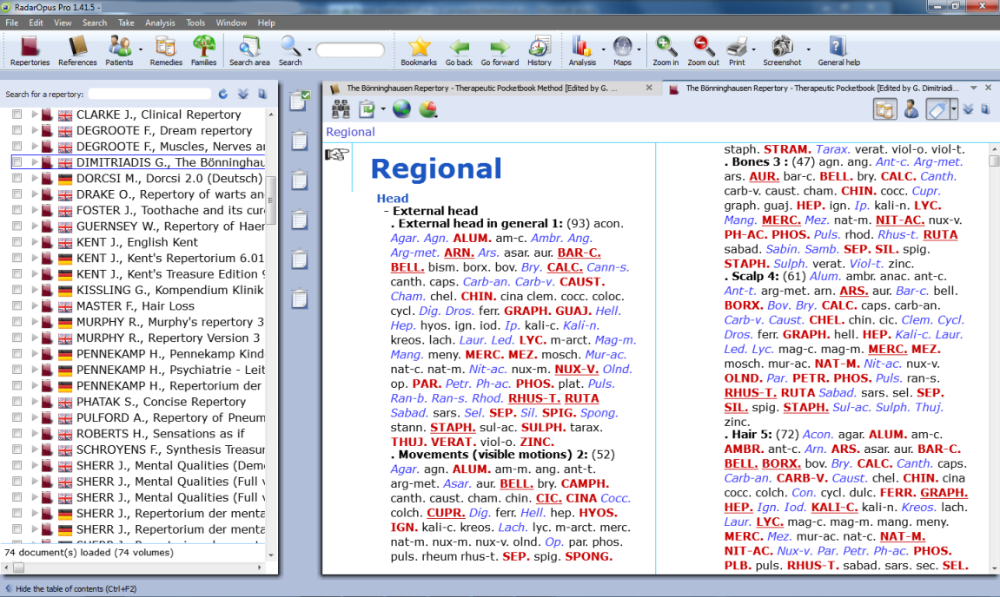 RadarOpus Pro 1.41.5 -
File Edit View Search Take Analysis Tools Window Help
Repertories References Patients Remedies Families Search area Search Bookmarks Go back Go forward History Analysis Maps Zoom in Zoom out Print Screenshot General help
Search for a repertory:
CLARKE J., Clinical Repertory
DEGROOTE F., Dream repertory
DEGROOTE F., Muscles, Nerves ar
DIMITRIADIS G., The Bönninghau
DORCSI M., Dorcsi 2.0 (Deutsch)
DRAKE O., Repertory of warts an
FOSTER J., Toothache and its cur
GUERNSEY W., Repertory of Haer
KENT J., English Kent
KENT J., Kent's Repertorium 6.01
KENT J., Kent's Treasure Edition 9
KISSLING G., Kompendium Klinik
MASTER F., Hair Loss
MURPHY R., Murphy's repertory 3
MURPHY R., Repertory Version 3
PENNEKAMP H., Pennekamp Kind
PENNEKAMP H., Psychiatrie - Leit
PENNEKAMP H., Repertorium der
PHATAK S., Concise Repertory
PULFORD A., Repertory of Pneum
ROBERTS H., Sensations as if
SCHROYENS F., Synthesis Treasur
SHERR J., Mental Qualities (Dem
SHERR J., Mental Qualities (Full v
SHERR J., Mental Qualities (Full v
SHERR J., Repertorium der menta
SHERR J., Repertorium der menta
74 document(s) loaded (74 volumes)
Hide the table of contents (Ctrl+F2)
The Bönninghausen Repertory - Therapeutic Pocketbook Method [Edited by G. ...
The Bönninghausen Repertory - Therapeutic Pocketbook [Edited by G. Dimitriadi...
Regional
Regional
Head
- External head
. External head in general 1: (93) acon.
Agar. Agn. ALUM. am-c. Ambr. Ang.
Arg-met. ARN. Ars. asar. aur. BAR-C.
BELL. bism. borx. bov. Bry. CALC. Cann-s.
canth. caps. Carb-an. Carb-v. CAUST.
Cham. chel. CHIN. cina clem. cocc. coloc.
cycl. Dig. Dros. ferr. GRAPH. GUAJ. Hell.
Hep. hyos. ign. iod. Ip. kali-c. Kali-n.
kreos. lach. Laur. Led. LYC. m-arct. Mag-m.
Mang. meny. MERC. MEZ. mosch. Mur-ac.
nat-c. nat-m. Nit-ac. nux-m. NUX-V. Olnd.
op. PAR. Petr. Ph-ac. PHOS. plat. Puls.
Ran-b. Ran-s. Rhod. RHUS-T. RUTA
Sabad. sars. Sel. SEP. Sil. SPIG. Spong.
stann. STAPH. sul-ac. SULPH. tarax.
THUJ. VERAT. viol-o. ZINC.
. Movements (visible motions) 2: (52)
Agar. agn. ALUM. am-m. ang. ant-t.
arg-met. Asar. aur. BELL. bry. CAMPH.
canth. caust. cham. chin. CIC. CINA Cocc.
colch. CUPR. Dig. ferr. Hell. hep. HYOS.
IGN. kali-c. kreos. Lach. lyc. m-arct. merc.
nat-m. nux-m. nux-v. olnd. Op. par. phos.
puls. rheum rhus-t. SEP. spig. SPONG.
staph. STRAM. Tarax. verat. viol-o. viol-t.
. Bones 3 : (47) agn. ang. Ant-c. Arg-met.
ars. AUR. bar-c. BELL. bry. CALC. Canth.
carb-v. caust. cham. CHIN. cocc. Cupr.
graph. guaj. HEP. ign. Ip. kali-n. LYC.
Mang. MERC. Mez. nat-m. NIT-AC. nux-v.
PH-AC. PHOS. Puls. rhod. Rhus-t. RUTA
sabad. Sabin. Samb. SEP. SIL. spig.
STAPH. Sulph. verat. Viol-t. zinc.
. Scalp 4: (61) Alum. ambr. anac. ant-c.
Ant-t. arg-met. arn. ARS. aur. Bar-c. bell.
BORX. Bov. Bry. CALC. caps. carb-an.
Carb-v. Caust. CHEL. chin. cic. Clem. Cycl.
Dros. ferr. GRAPH. hell. HEP. Kali-c. Laur.
Led. Lyc. mag-c. mag-m. MERC. MEZ.
mosch. mur-ac. NAT-M. Nit-ac. nux-v.
OLND. Par. PETR. PHOS. Puls. ran-s.
RHUS-T. RUTA Sabad. sars. sel. SEP.
SIL. spig. STAPH. Sul-ac. Sulph. Thuj.
zinc.
. Hair 5: (72) Acon. agar. ALUM. am-c.
AMBR. ant-c. Arn. ARS. asar. aur. BAR-C.
BELL. BORX. bov. Bry. CALC. Canth. caps.
Carb-an. CARB-V. Caust. chel. CHIN. cina
cocc. colch. Con. cycl. dulc. FERR. GRAPH.
HEP. Ign. Iod. KALI-C. kali-n. Kreos. lach.
Laur. LYC. mag-c. mag-m. mang. meny.
MERC. Mez. mur-ac. nat-c. NAT-M.
NIT-AC. Nux-v. Par. Petr. Ph-ac. PHOS.
PLB. puls. RHUS-T. sabad. sars. sec. SEL.